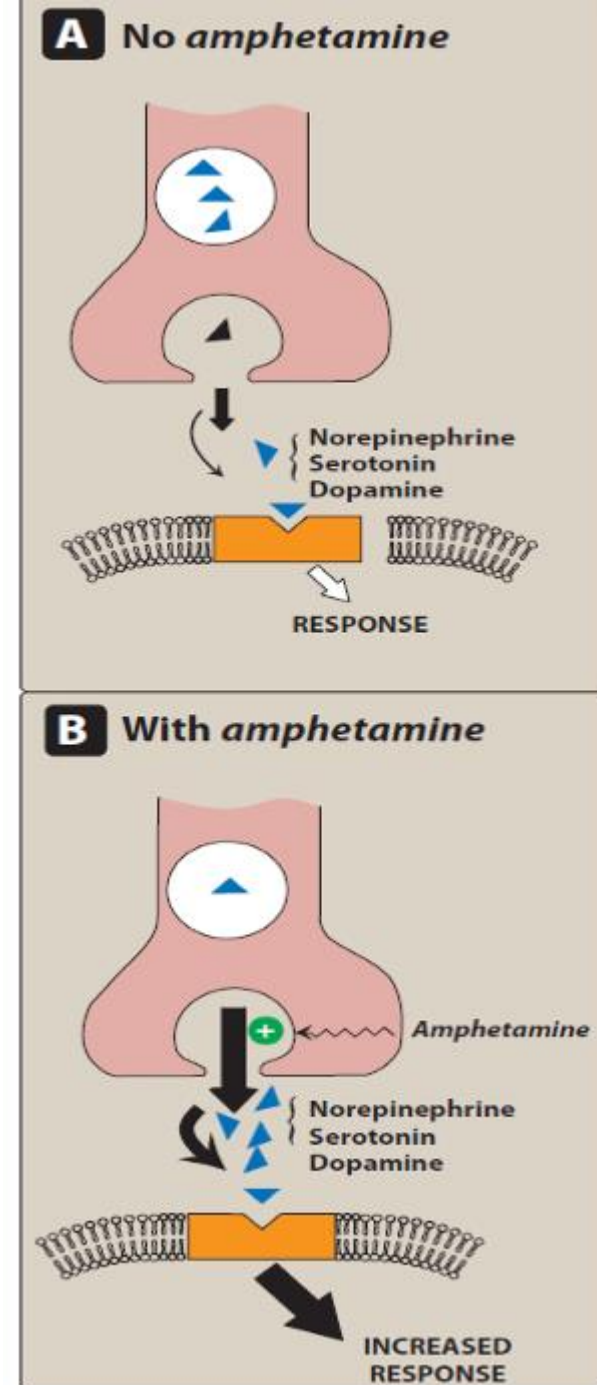 A No amphetamine
Norepinephrine
Serotonin
Dopamine
RESPONSE
B With amphetamine
+
Amphetamine
Norepinephrine
Serotonin
Dopamine
INCREASED
RESPONSE